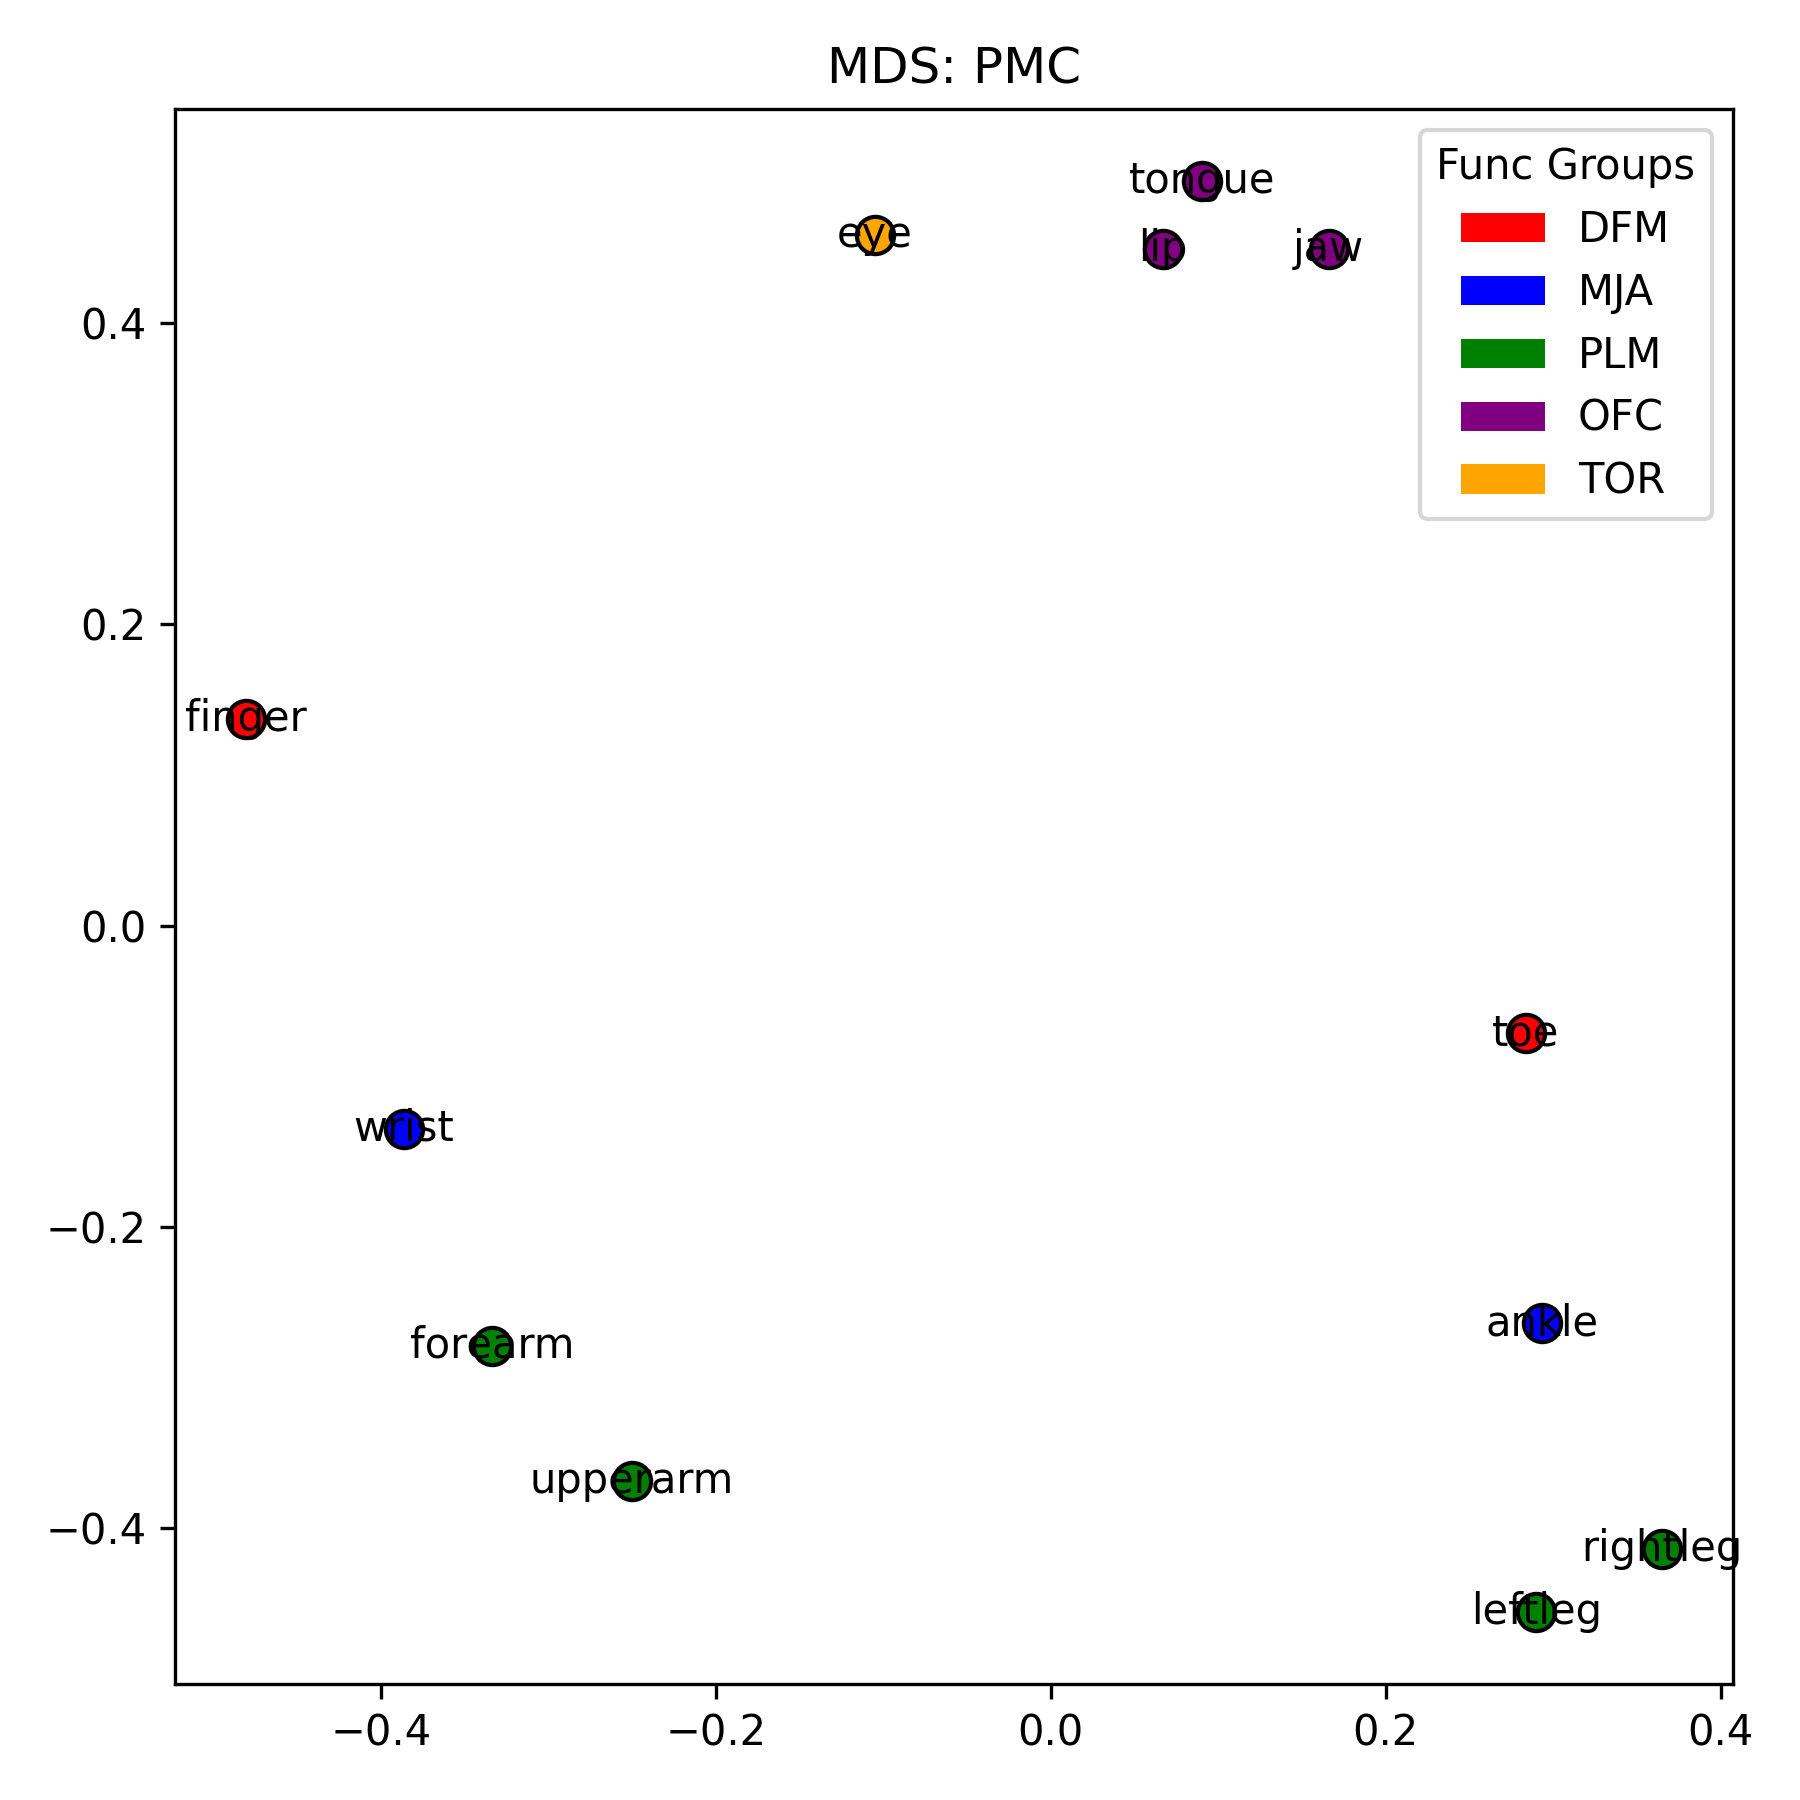 MDS: PMC
Func Groups
DFM
MJA
PLM
OFC
TOR
tongue
eye
lip
jaw
finger
toe
wrist
ankle
forearm
upperarm
rightleg
leftleg
0.4
0.2
0.0
−0.2
−0.4
−0.4
−0.2
0.0
0.2
0.4